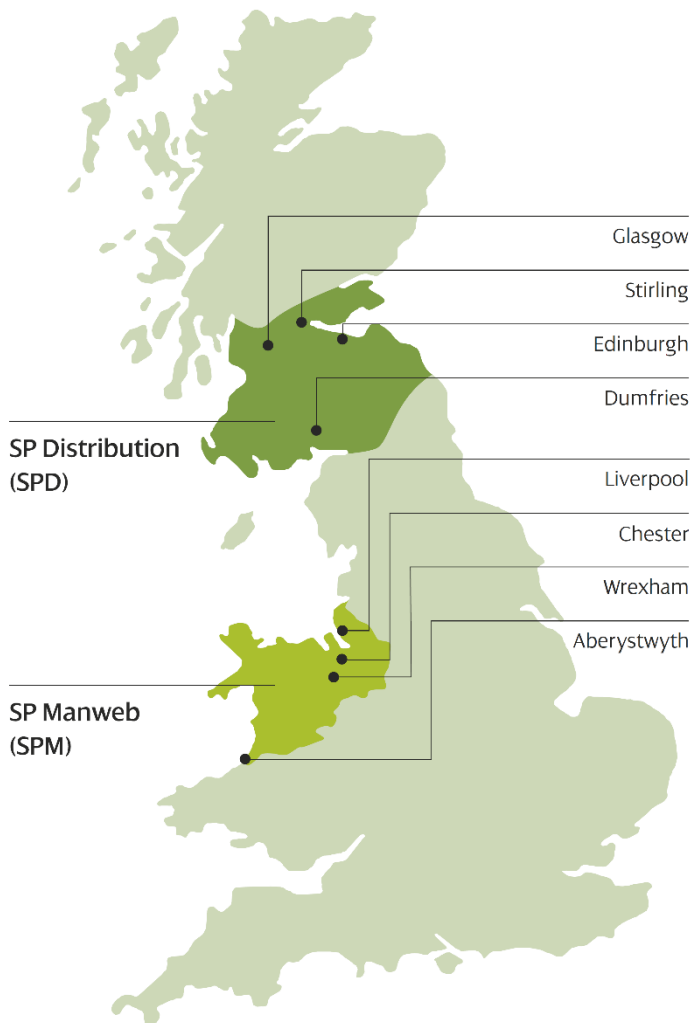 Glasgow
Stirling
Edinburgh
Dumfries
SP Distribution
(SPD)
Liverpool
Chester
Wrexham
Aberystwyth
SP Manweb
(SPM)